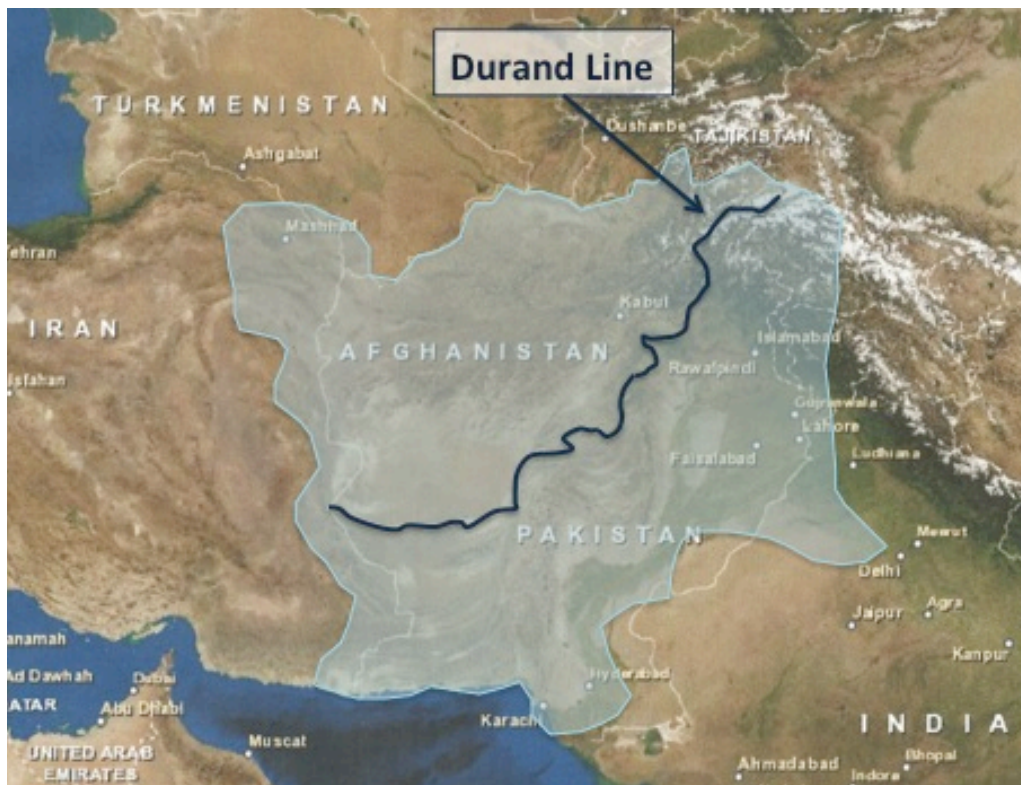 KYRGYZSTAN
Durand Line
TURKMENISTAN
Dushanbe
TAJIKISTAN
Ashgabat
Mashhad
ehran
Kabul
IRAN
AFGHANISTAN
Islamabad
Rawalpindi
isfahan
Gujranwala
Lahore
Faisalabad
Ludhiana
PAKISTAN
Meerut
Delhi
Jaipur
Agra
anamah
Kanpur
Ad Dawhah
Dubai
Hyderabad
ATAR
Abu Dhabi
Karachi
INDIA
Muscat
UNITED ARAB
EMIRATES
Bhopal
Ahmadabad
Indore